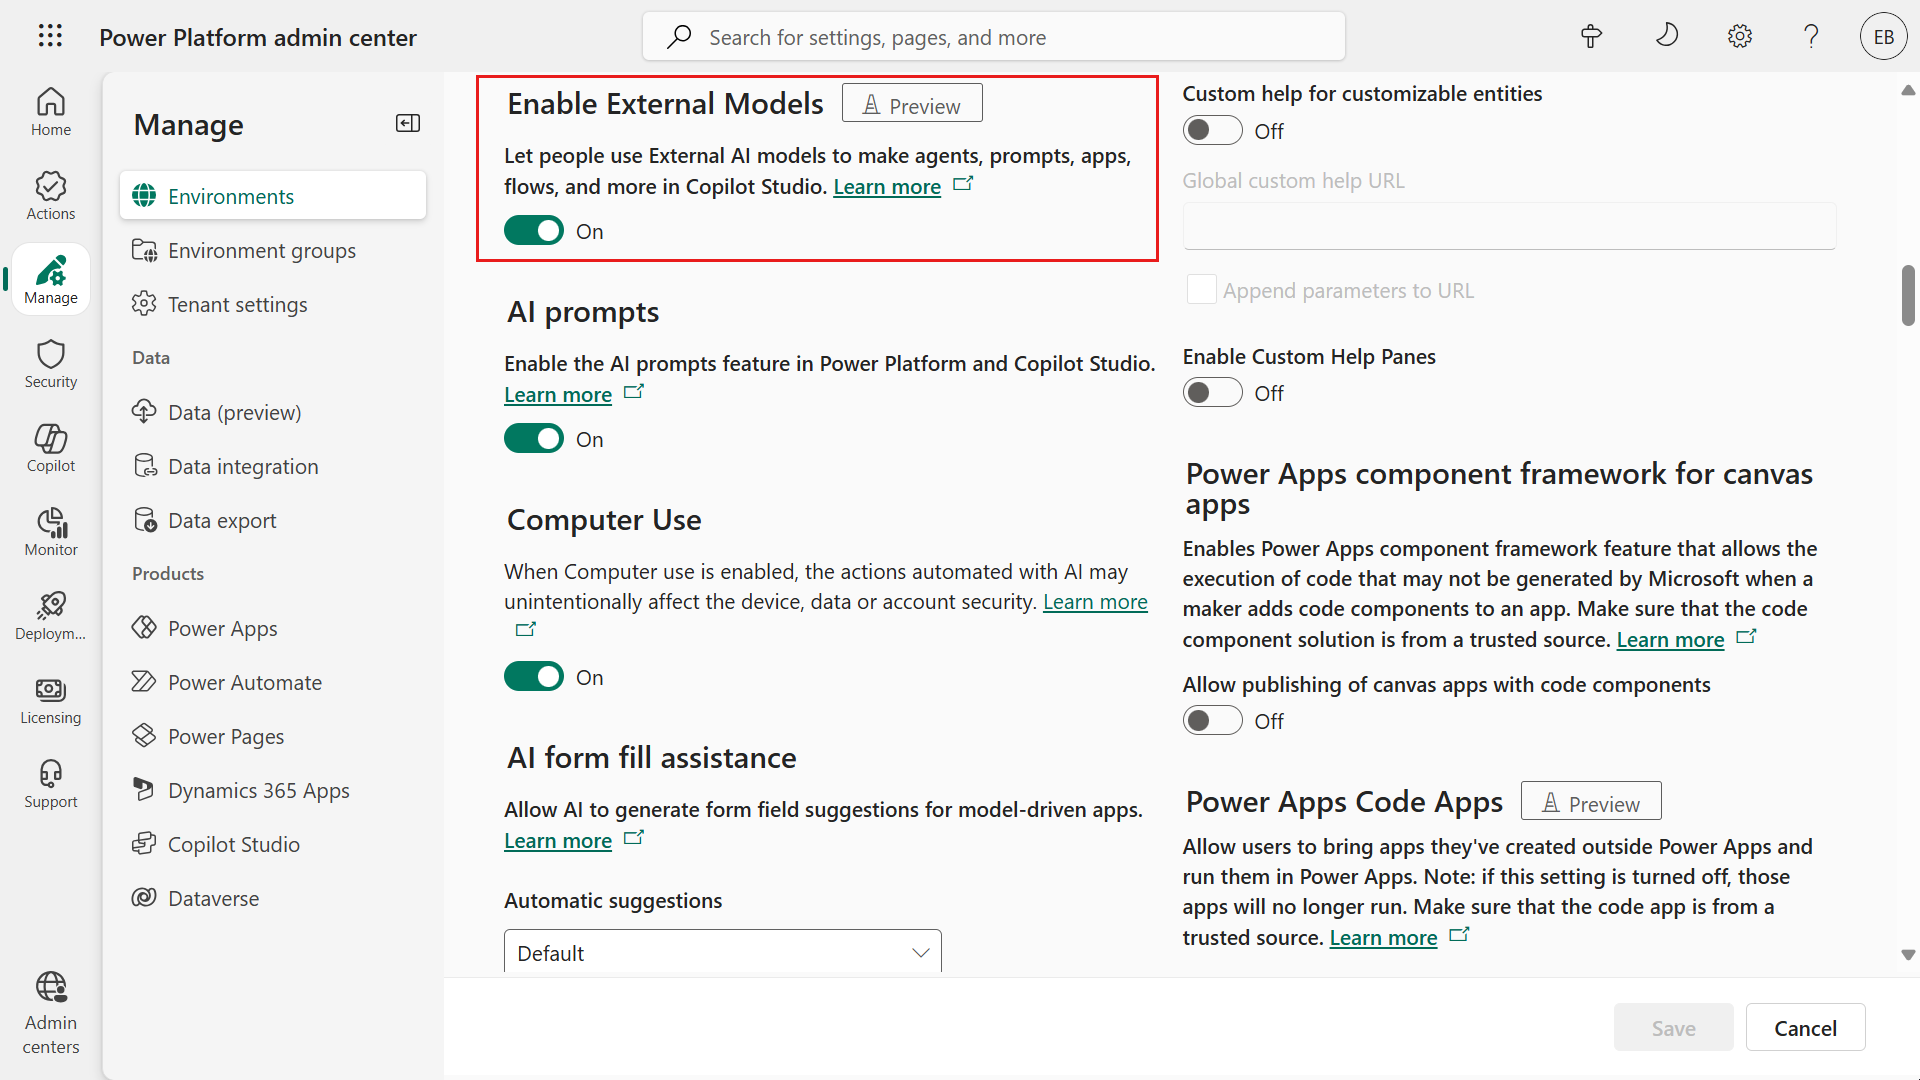 Power Platform admin center
Search for settings, pages, and more
EB
Home
Actions
Manage
Security
Copilot
Monitor
Deploym...
Licensing
Support
Admin
centers
Manage
Environments
Environment groups
Tenant settings
Data
Data (preview)
Data integration
Data export
Products
Power Apps
Power Automate
Power Pages
Dynamics 365 Apps
Copilot Studio
Dataverse
Enable External Models
Preview
Let people use External AI models to make agents, prompts, apps,
flows, and more in Copilot Studio. Learn more
On
AI prompts
Enable the AI prompts feature in Power Platform and Copilot Studio.
Learn more
On
Computer Use
When Computer use is enabled, the actions automated with AI may
unintentionally affect the device, data or account security. Learn more
On
AI form fill assistance
Allow AI to generate form field suggestions for model-driven apps.
Learn more
Automatic suggestions
Default
Custom help for customizable entities
Off
Global custom help URL
Append parameters to URL
Enable Custom Help Panes
Off
Power Apps component framework for canvas
apps
Enables Power Apps component framework feature that allows the
execution of code that may not be generated by Microsoft when a
maker adds code components to an app. Make sure that the code
component solution is from a trusted source. Learn more
Allow publishing of canvas apps with code components
Off
Power Apps Code Apps
Preview
Allow users to bring apps they've created outside Power Apps and
run them in Power Apps. Note: if this setting is turned off, those
apps will no longer run. Make sure that the code app is from a
trusted source. Learn more
Save
Cancel